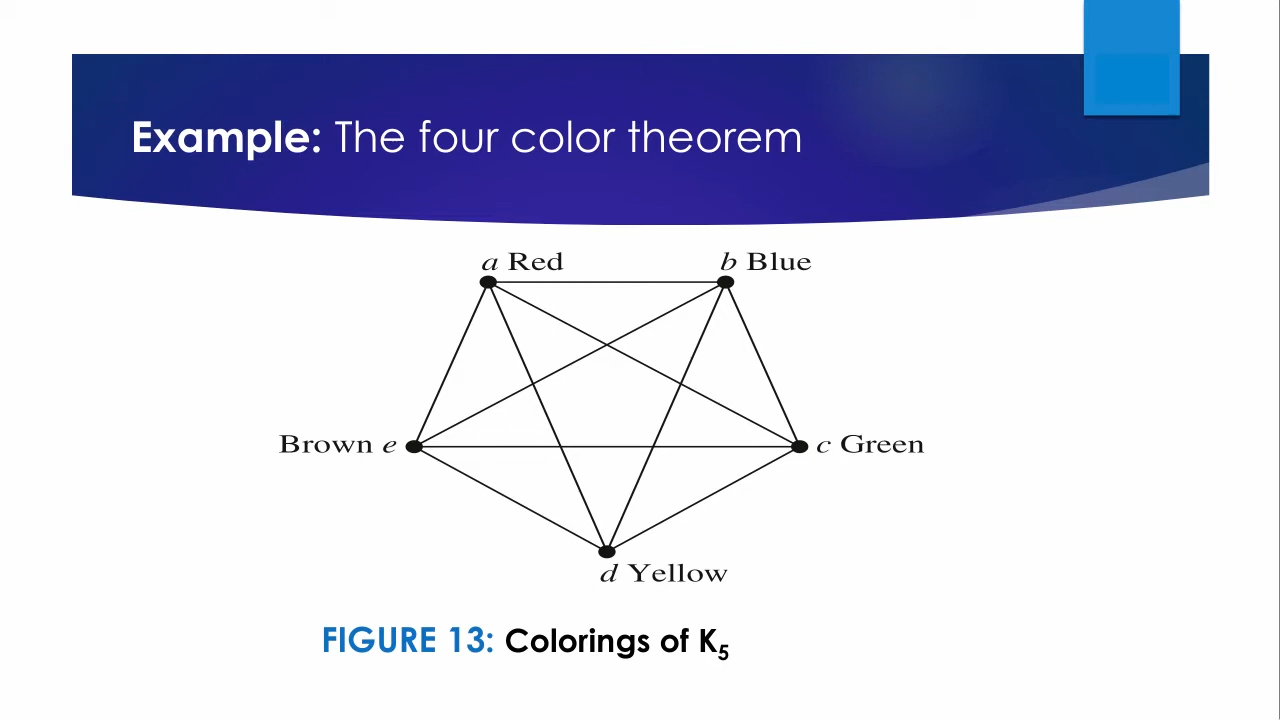 Example: The four color theorem
a Red
b Blue
Brown e
c Green
d Yellow
FIGURE 13: Colorings of K₅